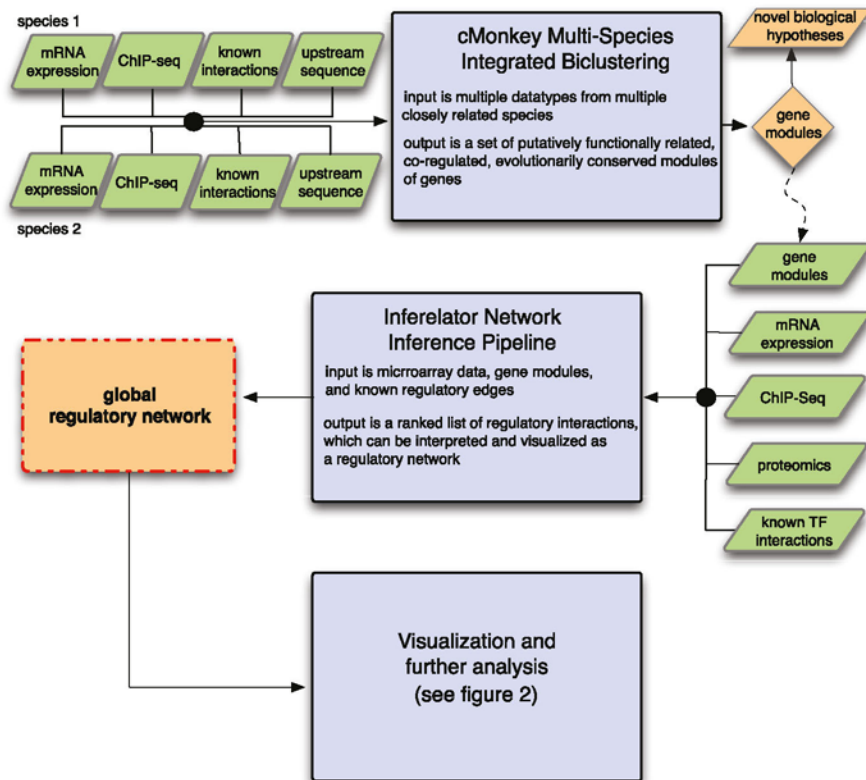 species 1
mRNA
expression
ChIP-seq
known
interactions
upstream
sequence
mRNA
expression
ChIP-seq
known
interactions
upstream
sequence
species 2
cMonkey Multi-Species
Integrated Biclustering
input is multiple datatypes from multiple
closely related species
output is a set of putatively functionally related,
co-regulated, evolutionarily conserved modules
of genes
novel biological
hypotheses
gene
modules
gene
modules
mRNA
expression
ChIP-Seq
proteomics
known TF
interactions
Inferelator Network
Inference Pipeline
input is micrroarray data, gene modules,
and known regulatory edges
output is a ranked list of regulatory interactions,
which can be interpreted and visualized as
a regulatory network
global
regulatory network
Visualization and
further analysis
(see figure 2)